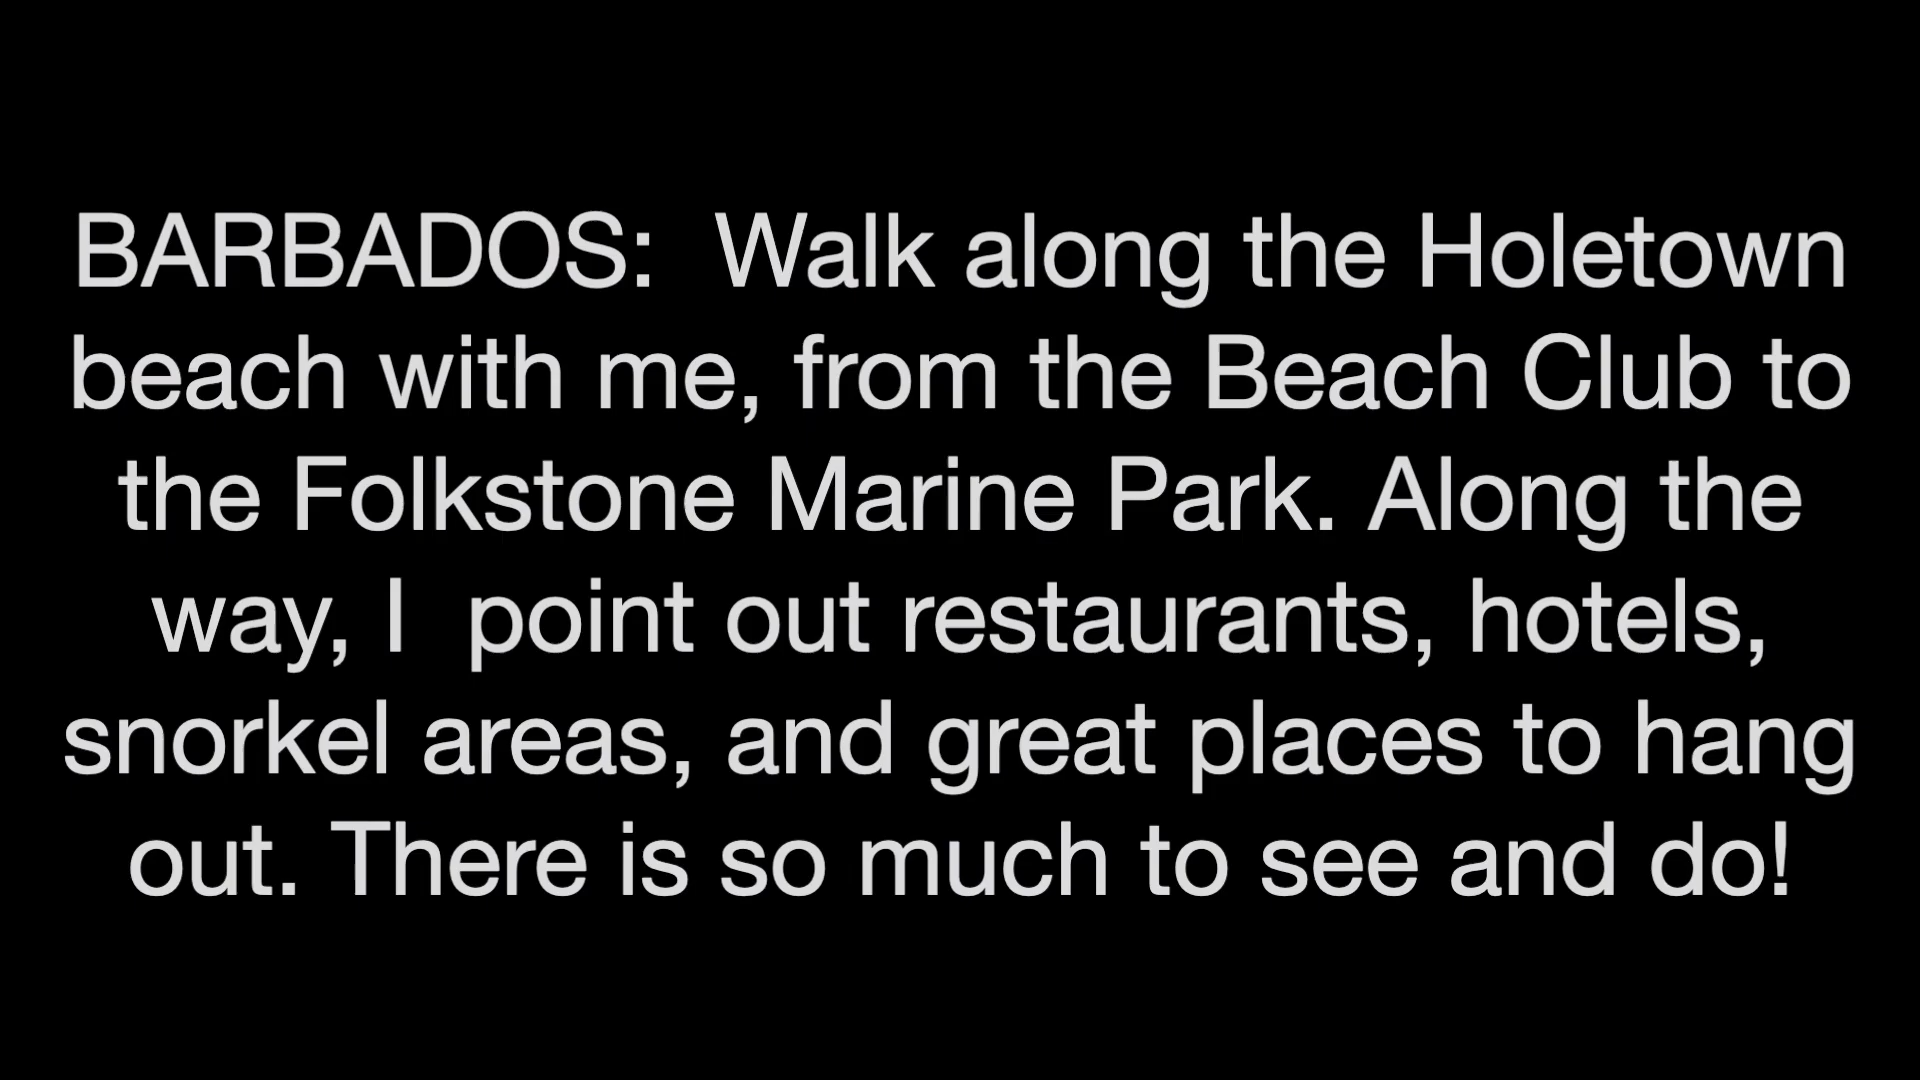 BARBADOS:  Walk along the Holetown
beach with me, from the Beach Club to
the Folkstone Marine Park. Along the
way, I  point out restaurants, hotels,
snorkel areas, and great places to hang
out. There is so much to see and do!